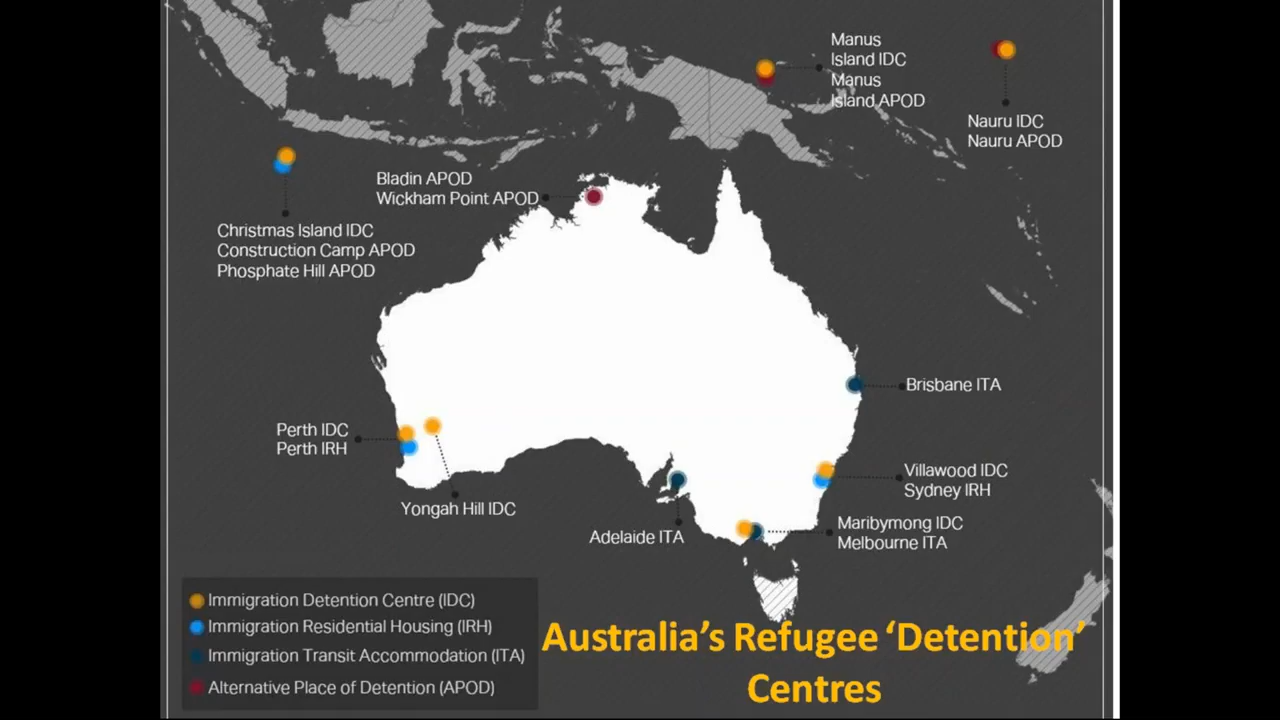 Manus
Island IDC
Manus
Island APOD
Nauru IDC
Nauru APOD
Bladin APOD
Wickham Point APOD
Christmas Island IDC
Construction Camp APOD
Phosphate Hill APOD
Brisbane ITA
Perth IDC
Perth IRH
Villawood IDC
Sydney IRH
Yongah Hill IDC
Adelaide ITA
Maribymong IDC
Melbourne ITA
Immigration Detention Centre (IDC)
Immigration Residential Housing (IRH)
Immigration Transit Accommodation (ITA)
Alternative Place of Detention (APOD)
Australia’s Refugee ‘Detention’
Centres